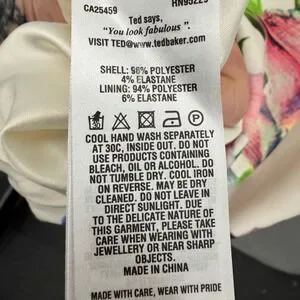 CA25459 HN95229
Ted says,
"You look fabulous".
VISIT TED@WWW.TEDBAKER.COM
SHELL: 96% POLYESTER
4% ELASTANE
LINING: 94% POLYESTER
6% ELASTANE
COOL HAND WASH SEPARATELY
AT 30C, INSIDE OUT. DO NOT
USE PRODUCTS CONTAINING
BLEACH, OIL OR ALCOHOL. DO
NOT TUMBLE DRY. COOL IRON
ON REVERSE. MAY BE DRY
CLEANED. DO NOT LEAVE IN
DIRECT SUNLIGHT. DUE
TO THE DELICATE NATURE OF
THIS GARMENT, PLEASE TAKE
CARE WHEN WEARING WITH
JEWELLERY OR NEAR SHARP
OBJECTS.
MADE IN CHINA
MADE WITH CARE, WEAR WITH PRIDE